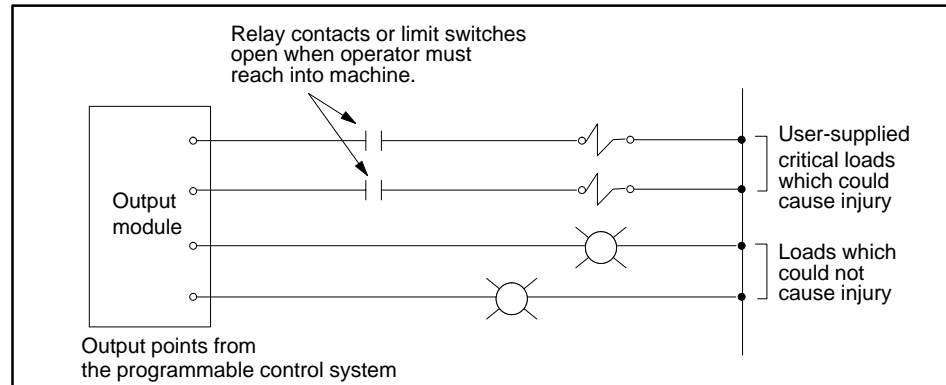 Relay contacts or limit switches
open when operator must
reach into machine.
User-supplied
critical loads
which could
cause injury
Output
module
Loads which
could not
cause injury
Output points from
the programmable control system